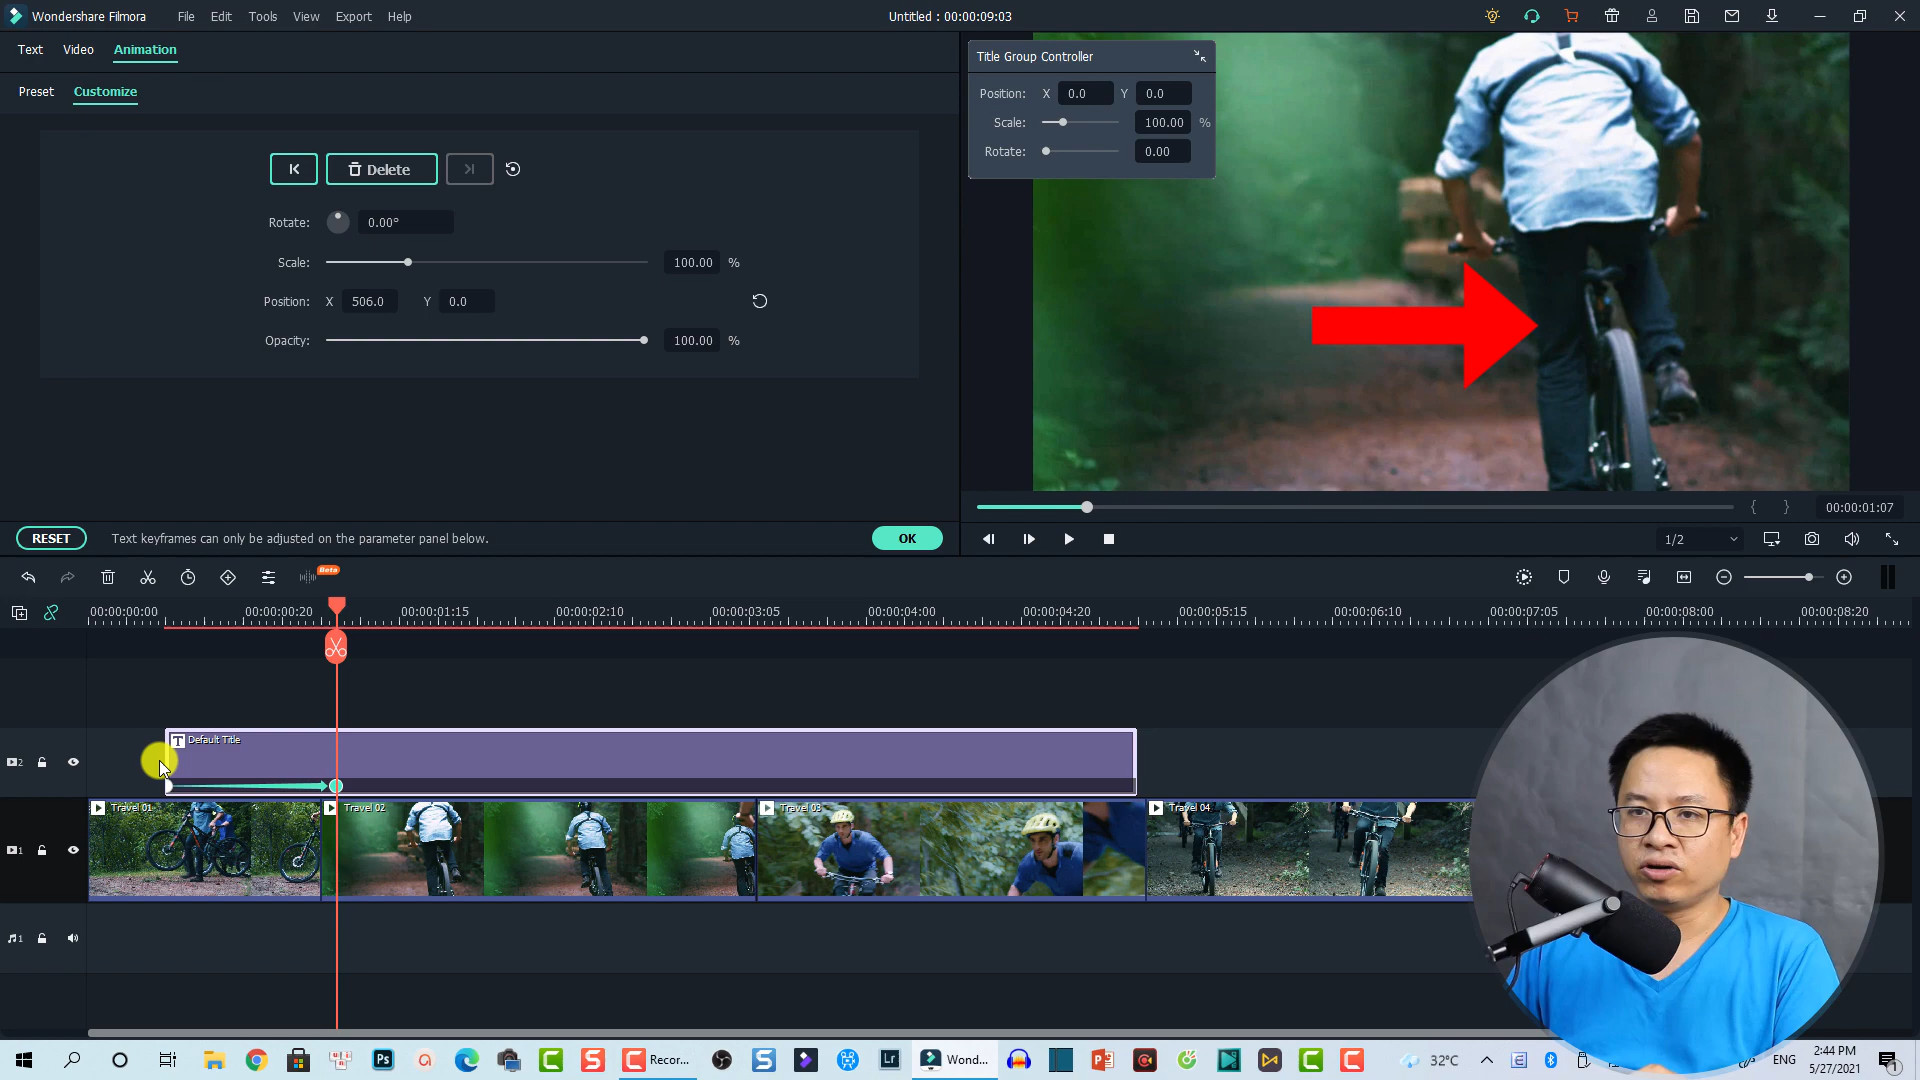 Wondershare Filmora File Edit Tools View Export Help
Untitled : 00:00:09:03
Text Video Animation
Preset Customize
Delete
Rotate: 0.00°
Scale: 100.00 %
Position: X 506.0 Y 0.0
Opacity: 100.00 %
RESET Text keyframes can only be adjusted on the parameter panel below. OK
Title Group Controller
Position: X 0.0 Y 0.0
Scale: 100.00 %
Rotate: 0.00
{ } 00:00:01:07
1/2
Beta
00:00:00:00 00:00:00:20 00:00:01:15 00:00:02:10 00:00:03:05 00:00:04:00 00:00:04:20 00:00:05:15 00:00:06:10 00:00:07:05 00:00:08:00 00:00:08:20
T Default Title
2
Travel 01 Travel 02 Travel 03 Travel 04
1
1
Ps
S
C
Recor...
Lr
Wond...
32°C
ENG
2:44 PM
5/27/2021
1